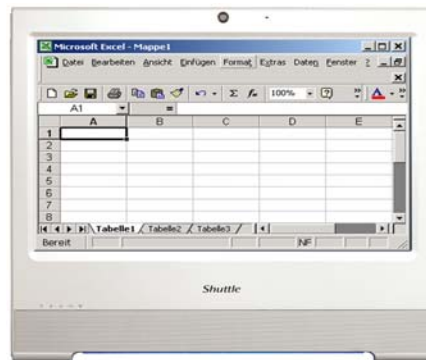 Microsoft Excel - Mappe1
Datei Bearbeiten Ansicht Einfügen Format Extras Daten Fenster ?
Σ fx 100%
A1 =
A B C D E
1
2
3
4
5
6
7
8
Tabelle1 Tabelle2 Tabelle3
Bereit NF
Shuttle